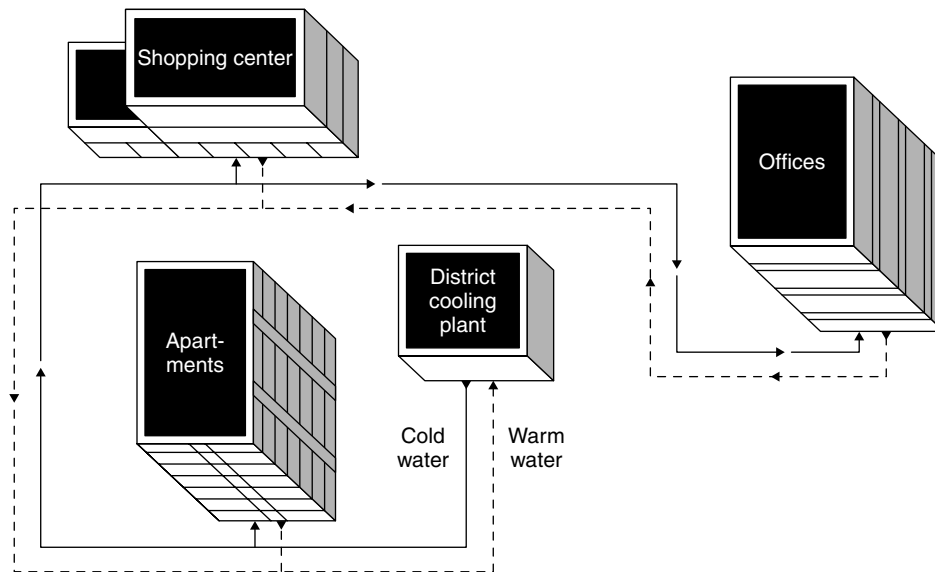 Shopping center
Offices
District
cooling
plant
Apart-
ments
Cold
water
Warm
water